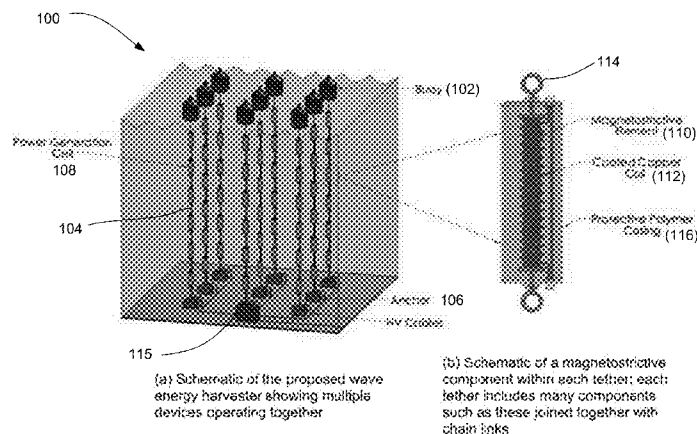 100
114
Buoy (102)
Magnetostrictive
Element (110)
Power Generation
Cell
108
Coated Copper
Coil (112)
104
Protective Polymer
Casing (116)
Anchor 106
HV Cables
115
(a) Schematic of the proposed wave
energy harvester showing multiple
devices operating together
(b) Schematic of a magnetostrictive
component within each tether; each
tether includes many components
such as these joined together with
chain links